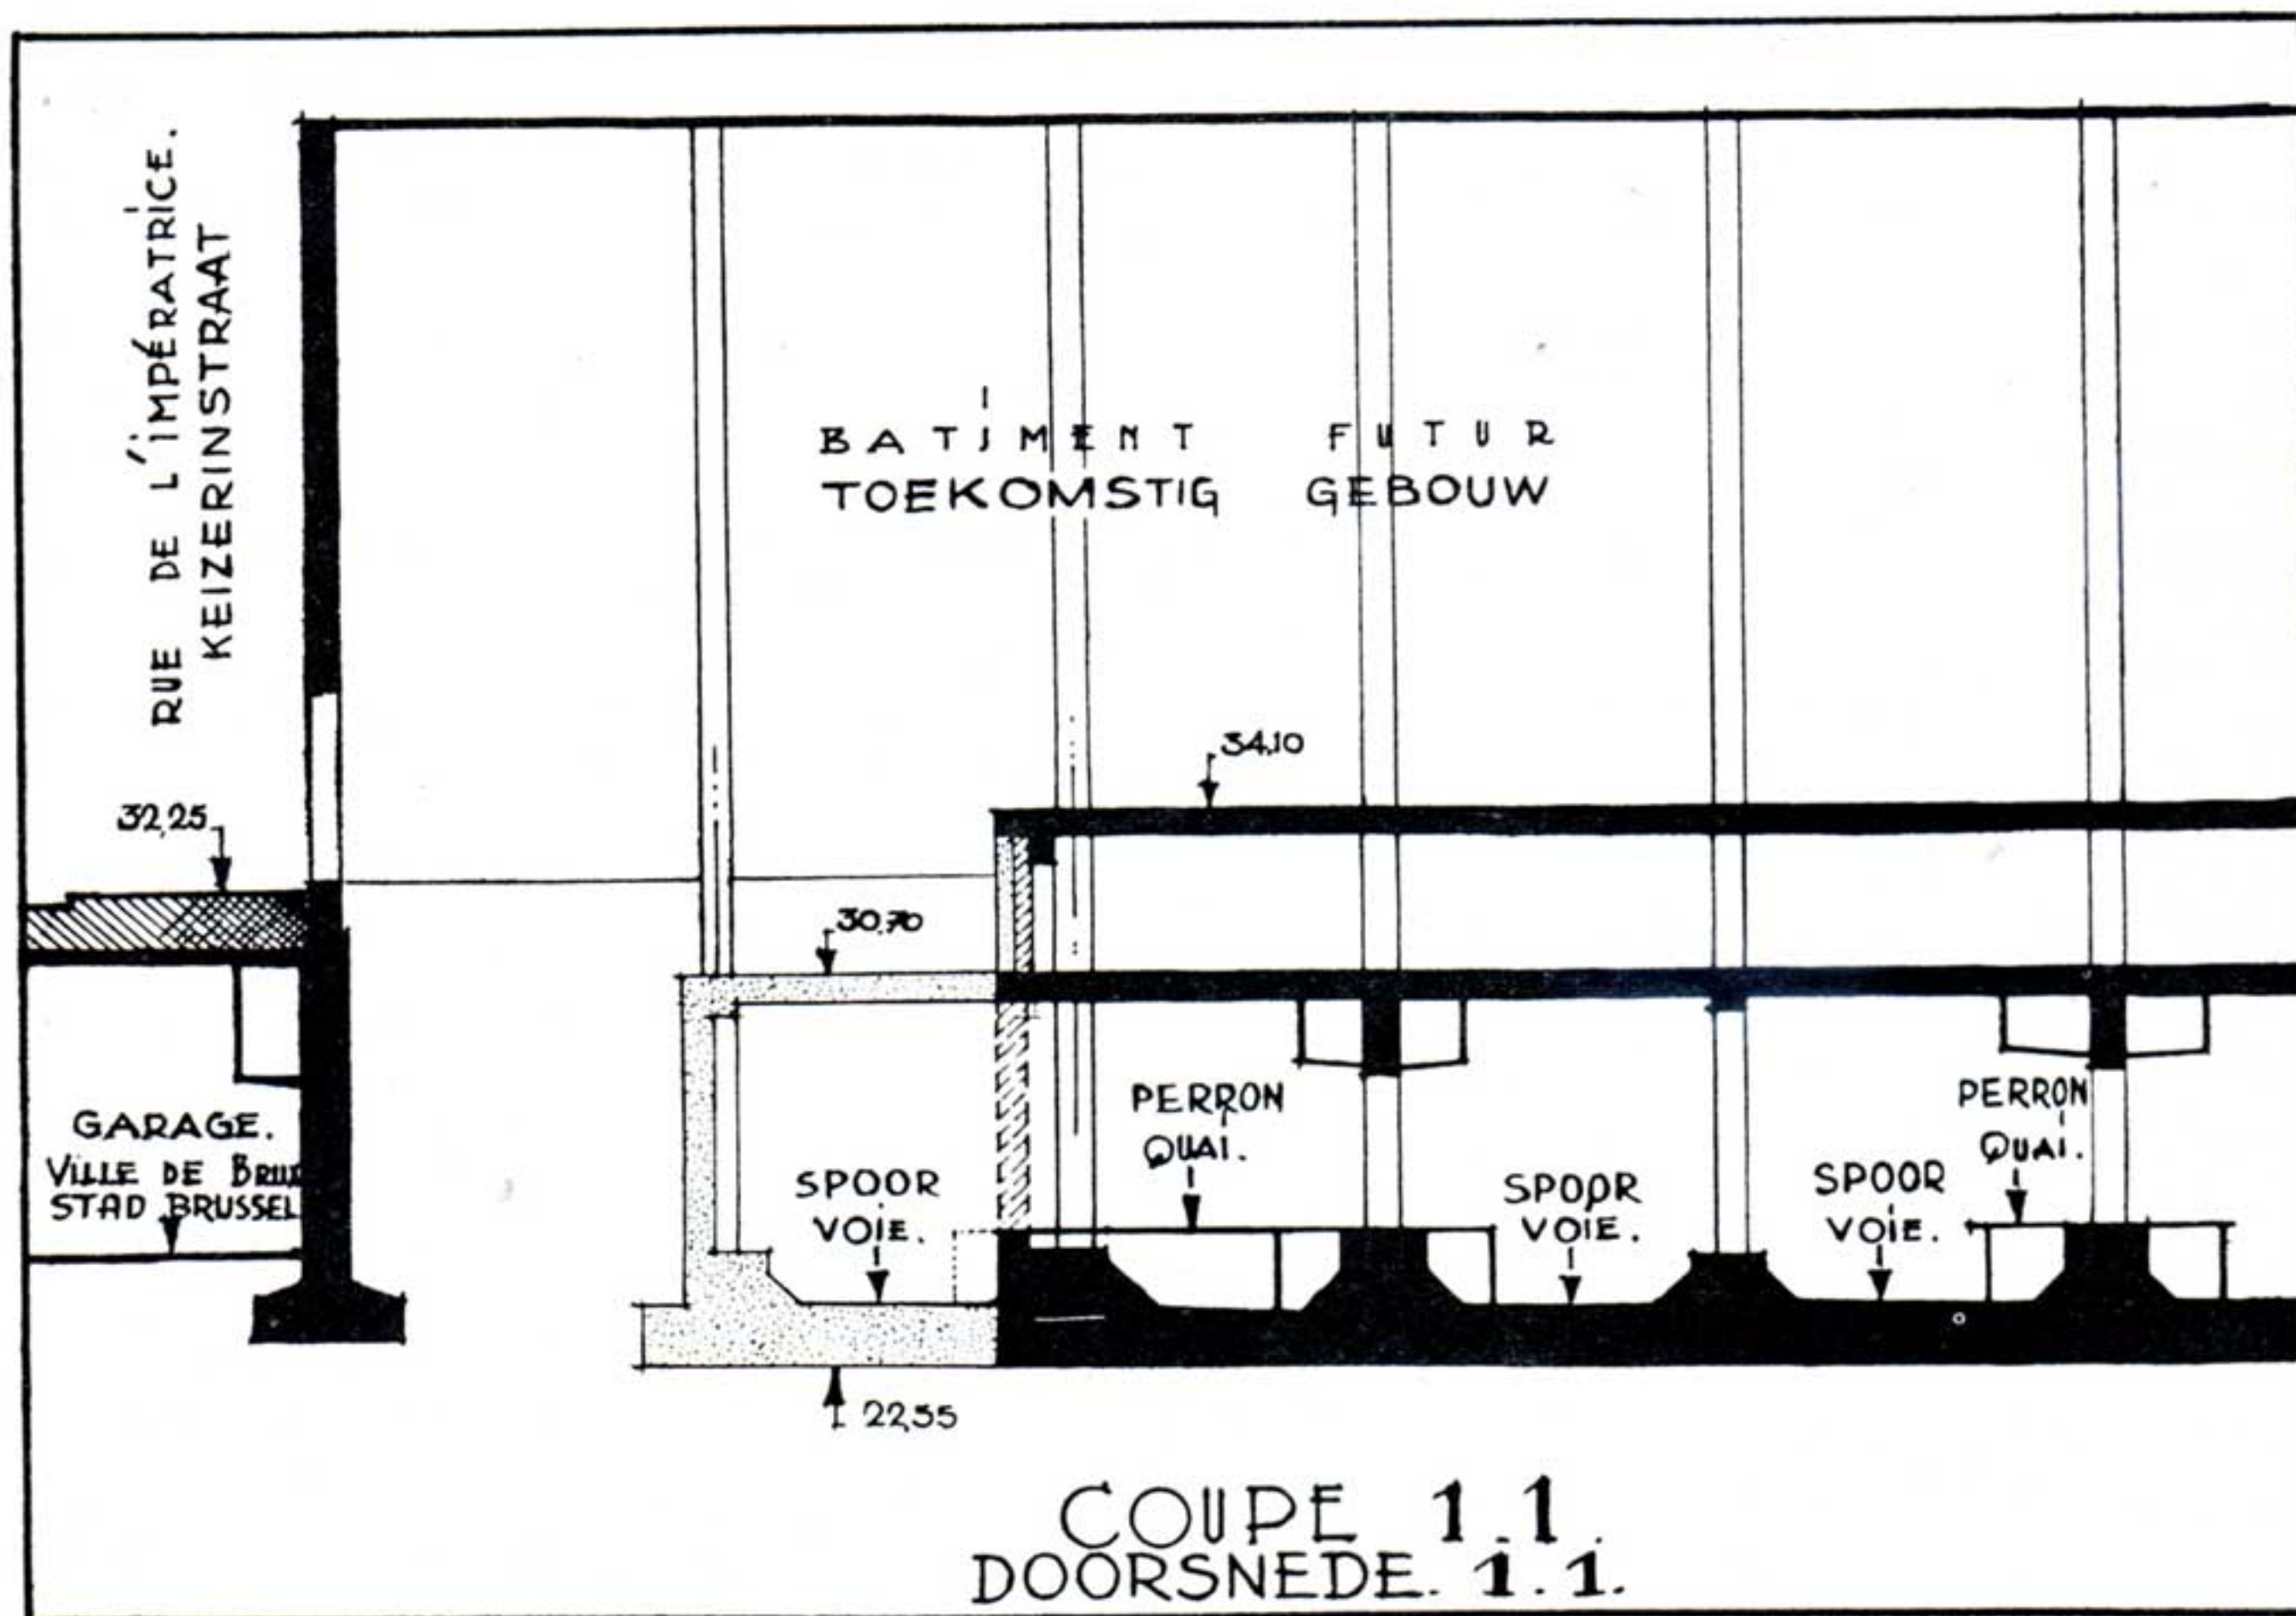 RUE DE L'IMPÉRATRICE.
KEIZERINSTRAAT
BATIMENT FUTUR
TOEKOMSTIG GEBOUW
34,10
32,25
30,70
GARAGE.
VILLE DE
STAD BRUSSEL
SPOOR
VOIE.
PERRON
QUAI.
SPOOR
VOIE.
SPOOR
VOIE.
PERRON
QUAI.
22,55
COUPE 1.1.
DOORSNEDE. 1.1.